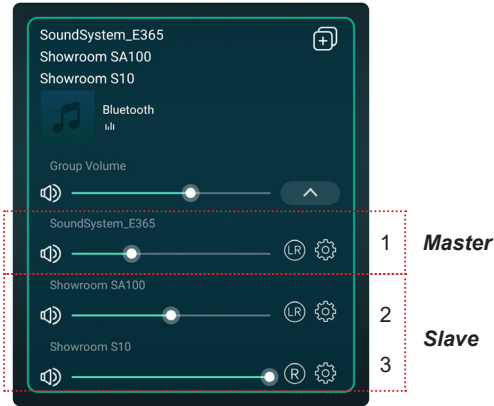 SoundSystem_E365
Showroom SA100
Showroom S10
Bluetooth
Group Volume
SoundSystem_E365
LR
1
Master
Showroom SA100
LR
2
Slave
Showroom S10
R
3